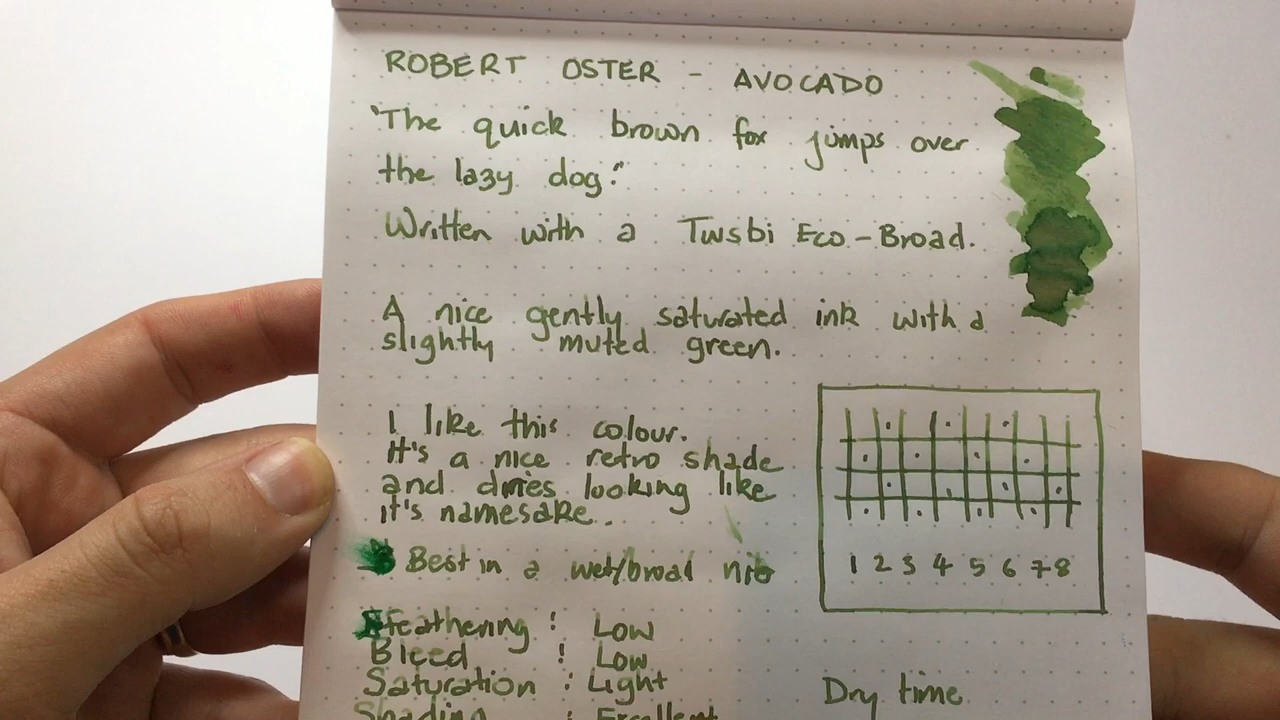 ROBERT OSTER - AVOCADO
"The quick brown fox jumps over
the lazy dog."
Written with a Twsbi Eco - Broad.
A nice gently saturated ink with a
slightly muted green.
I like this colour.
It's a nice retro shade
and dries looking like
it's namesake.
Best in a wet/broad nib
1 2 3 4 5 6 7 8
Feathering : Low
Bleed : Low
Saturation : Light
Dry time
Shading : Excellent